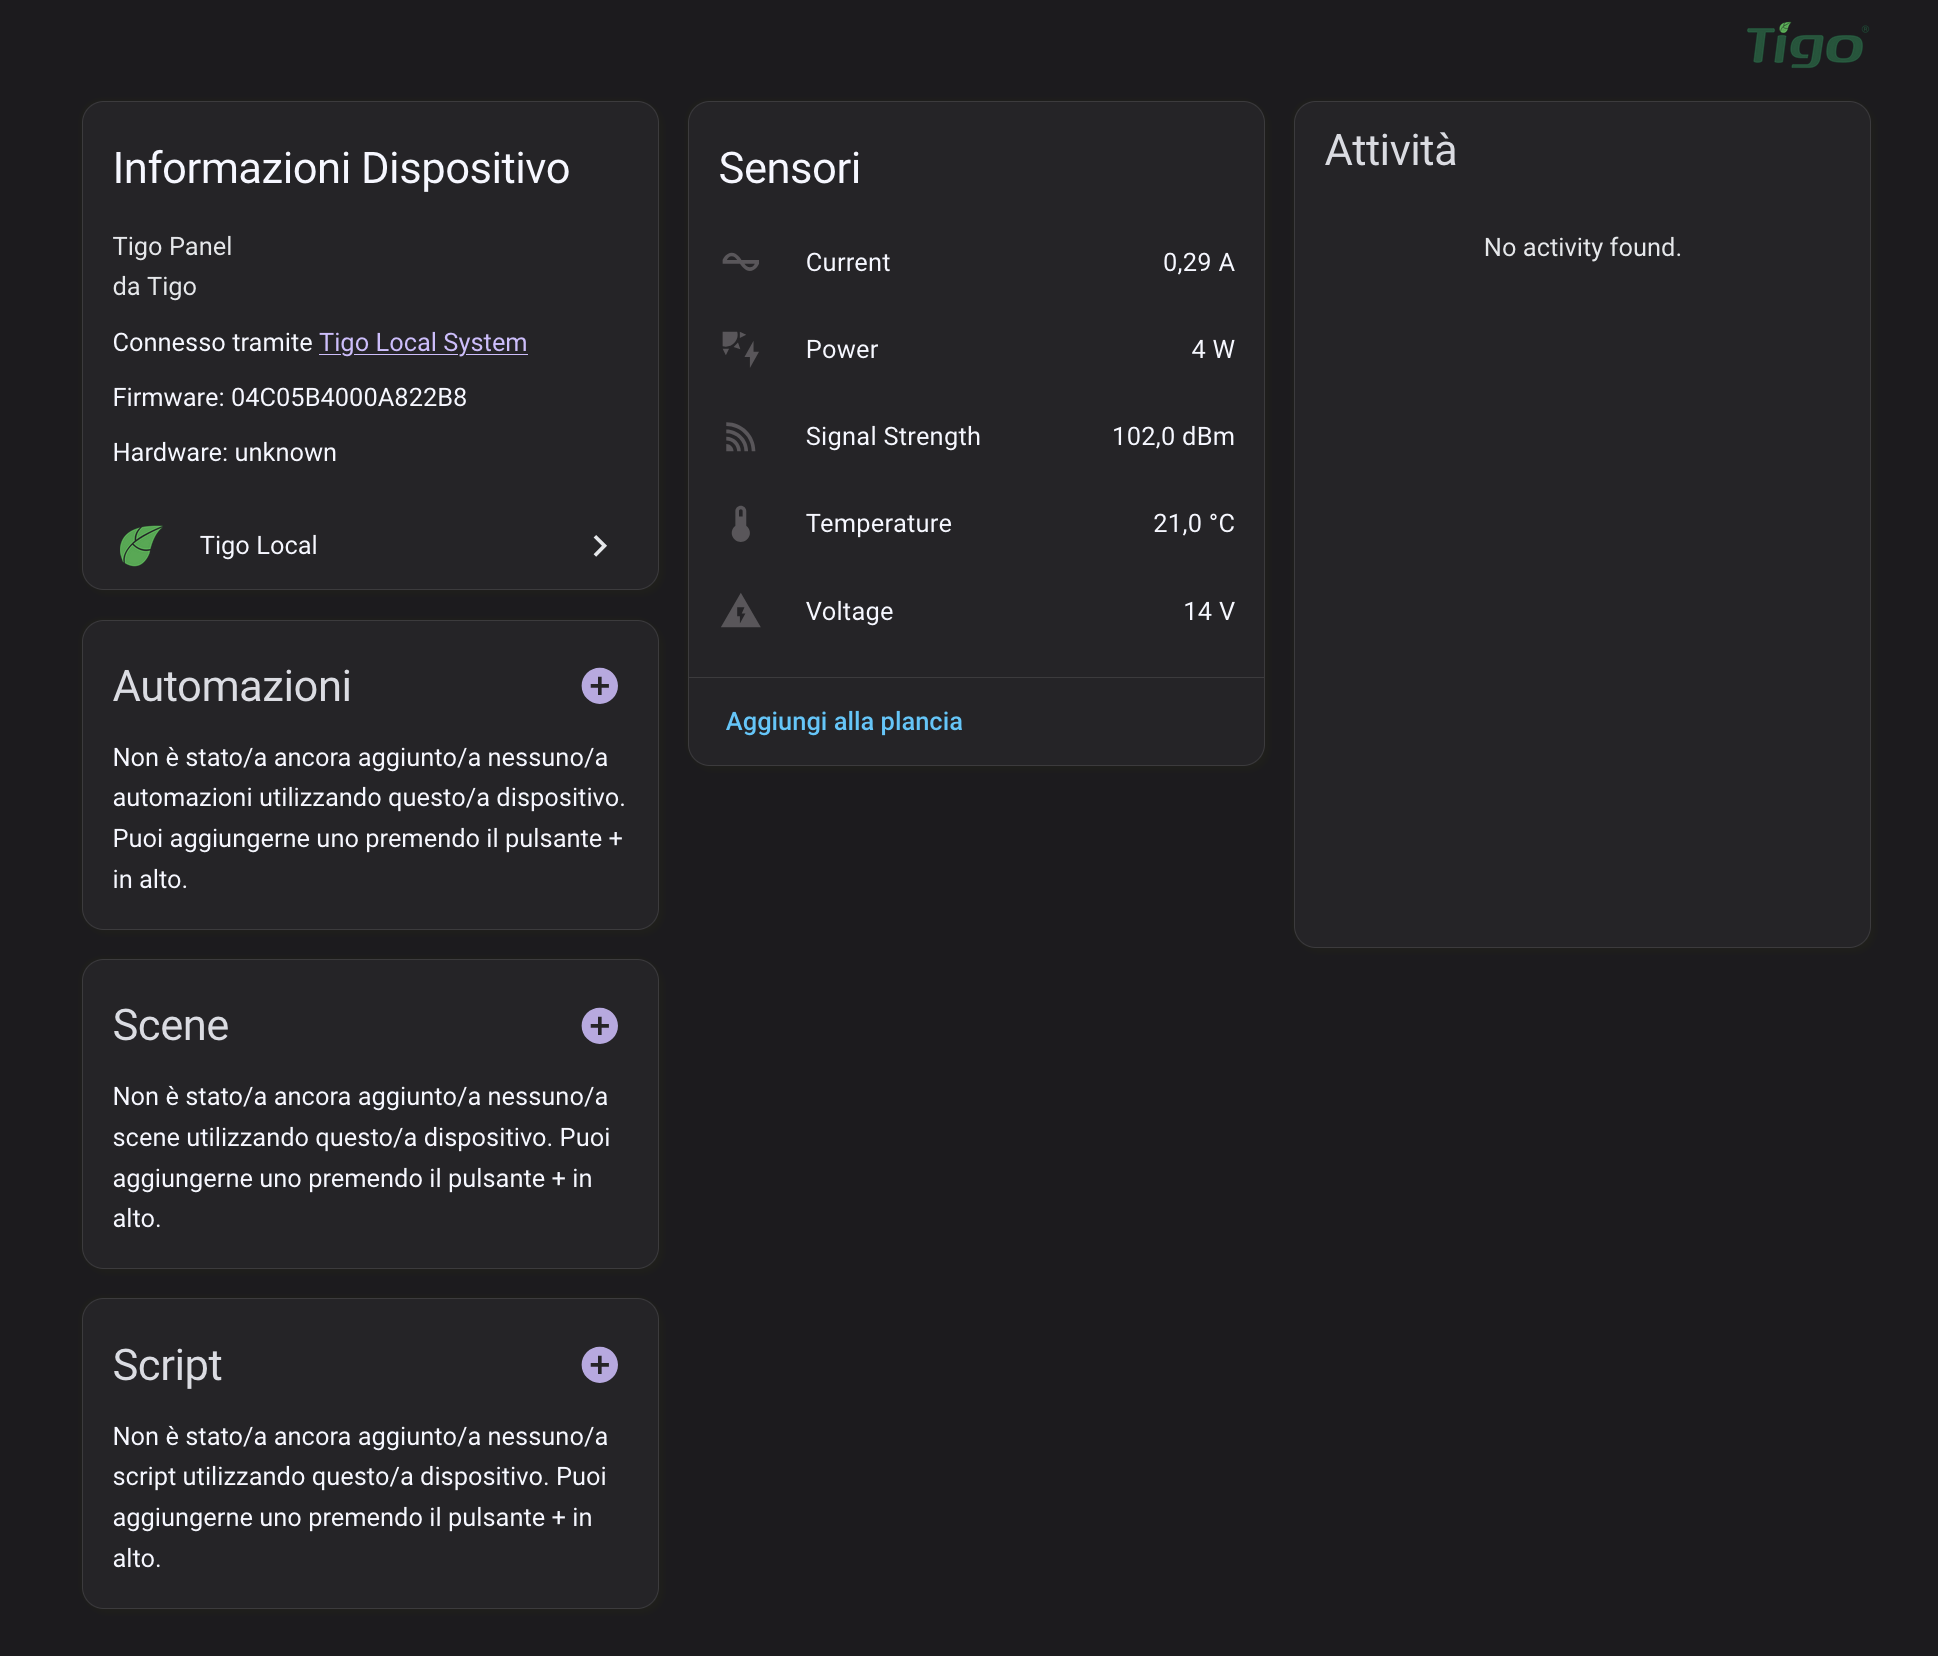 Tigo®
Informazioni Dispositivo
Tigo Panel
da Tigo
Connesso tramite Tigo Local System
Firmware: 04C05B4000A822B8
Hardware: unknown
Tigo Local
Automazioni
Non è stato/a ancora aggiunto/a nessuno/a
automazioni utilizzando questo/a dispositivo.
Puoi aggiungerne uno premendo il pulsante +
in alto.
Scene
Non è stato/a ancora aggiunto/a nessuno/a
scene utilizzando questo/a dispositivo. Puoi
aggiungerne uno premendo il pulsante + in
alto.
Script
Non è stato/a ancora aggiunto/a nessuno/a
script utilizzando questo/a dispositivo. Puoi
aggiungerne uno premendo il pulsante + in
alto.
Sensori
Current 0,29 A
Power 4 W
Signal Strength 102,0 dBm
Temperature 21,0 °C
Voltage 14 V
Aggiungi alla plancia
Attività
No activity found.